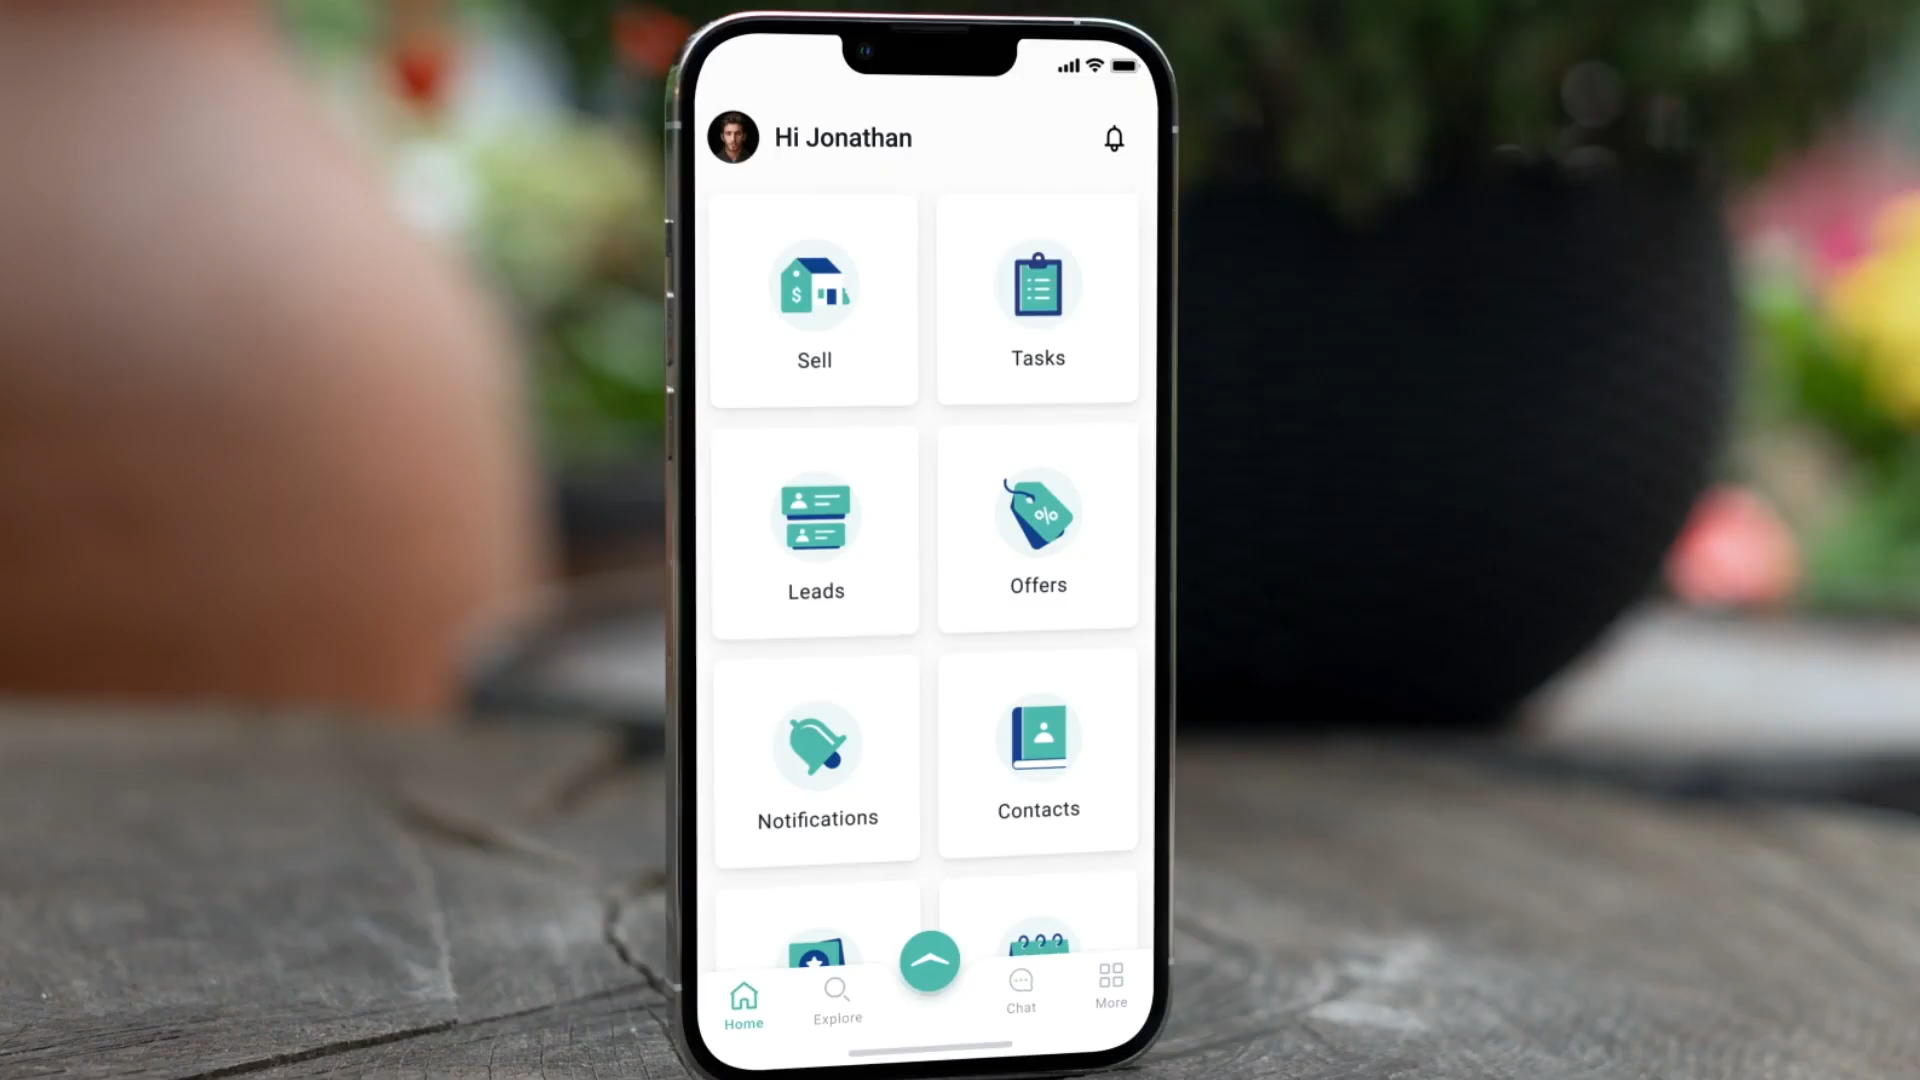 Hi Jonathan
$
Sell
Tasks
Leads
%
Offers
Notifications
Contacts
Home
Explore
Chat
More